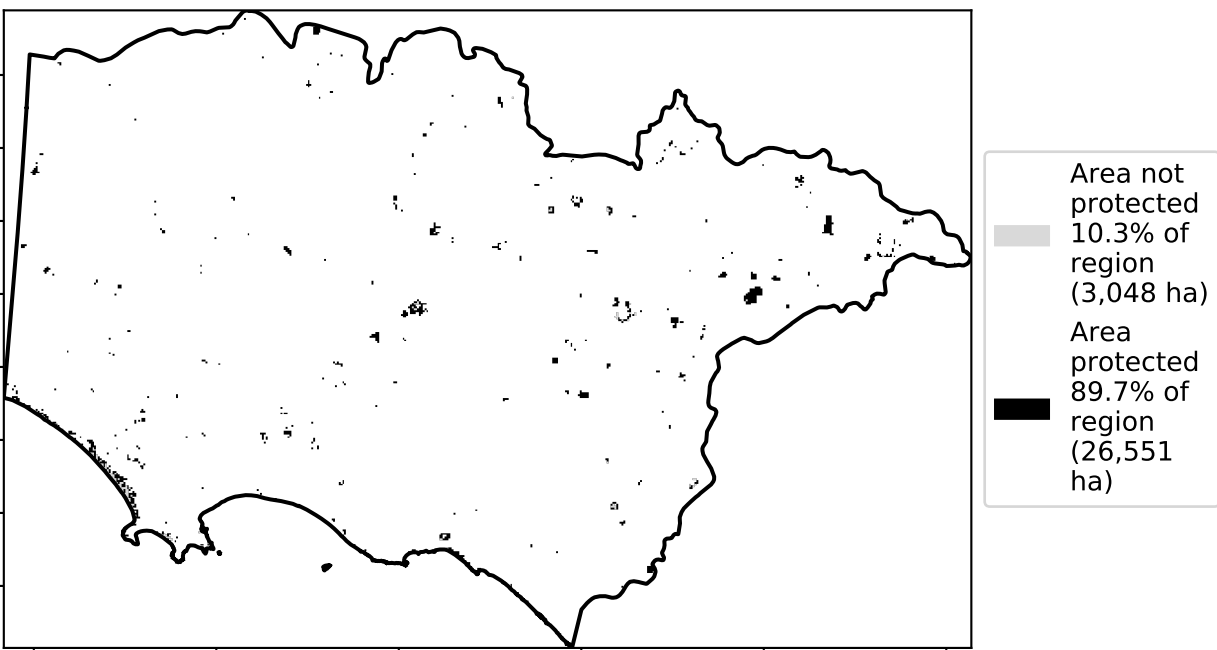 Area not
protected
10.3% of
region
(3,048 ha)
Area
protected
89.7% of
region
(26,551
ha)